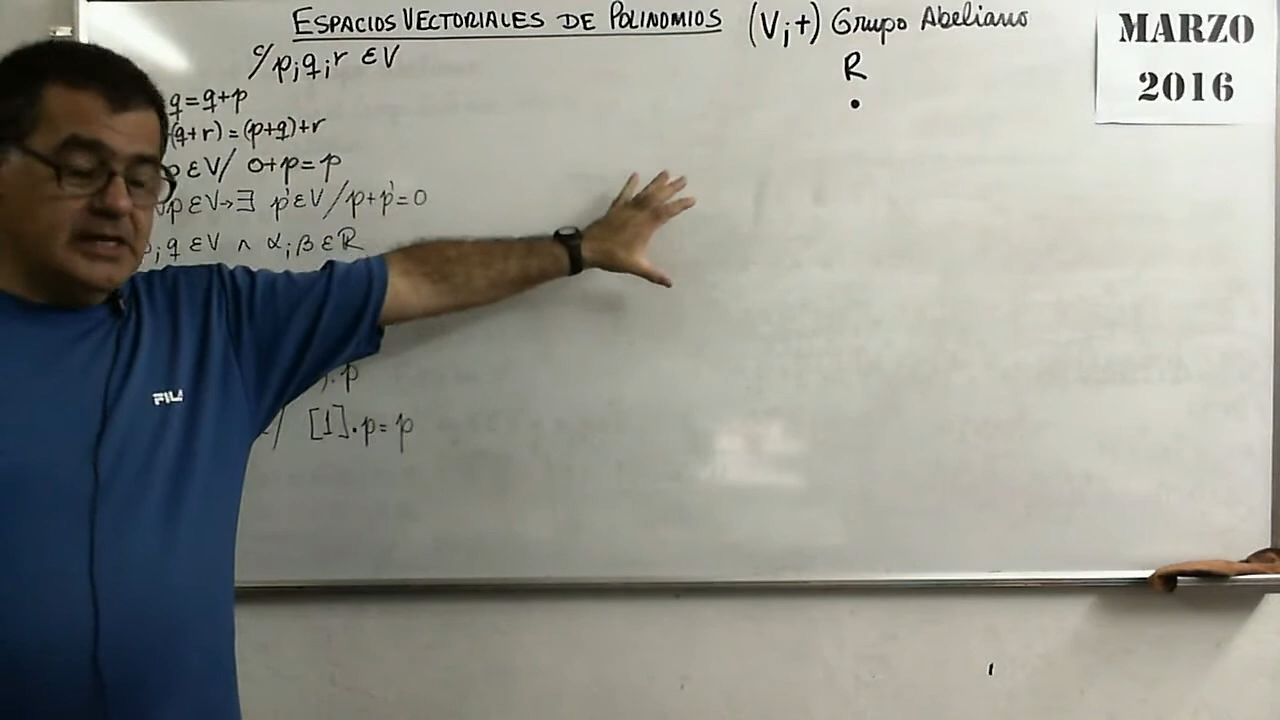 ESPACIOS VECTORIALES DE POLINOMIOS (V;+) Grupo Abeliano
c/p;q;r ∈V
R
•
q=q+p
(q+r)=(p+q)+r
p ∈V/ 0+p=p
p ∈V→∃ p'∈V/p+p'=0
;q ∈V ∧ α;β∈R
).p
/ [1].p=p
MARZO
2016
FILA